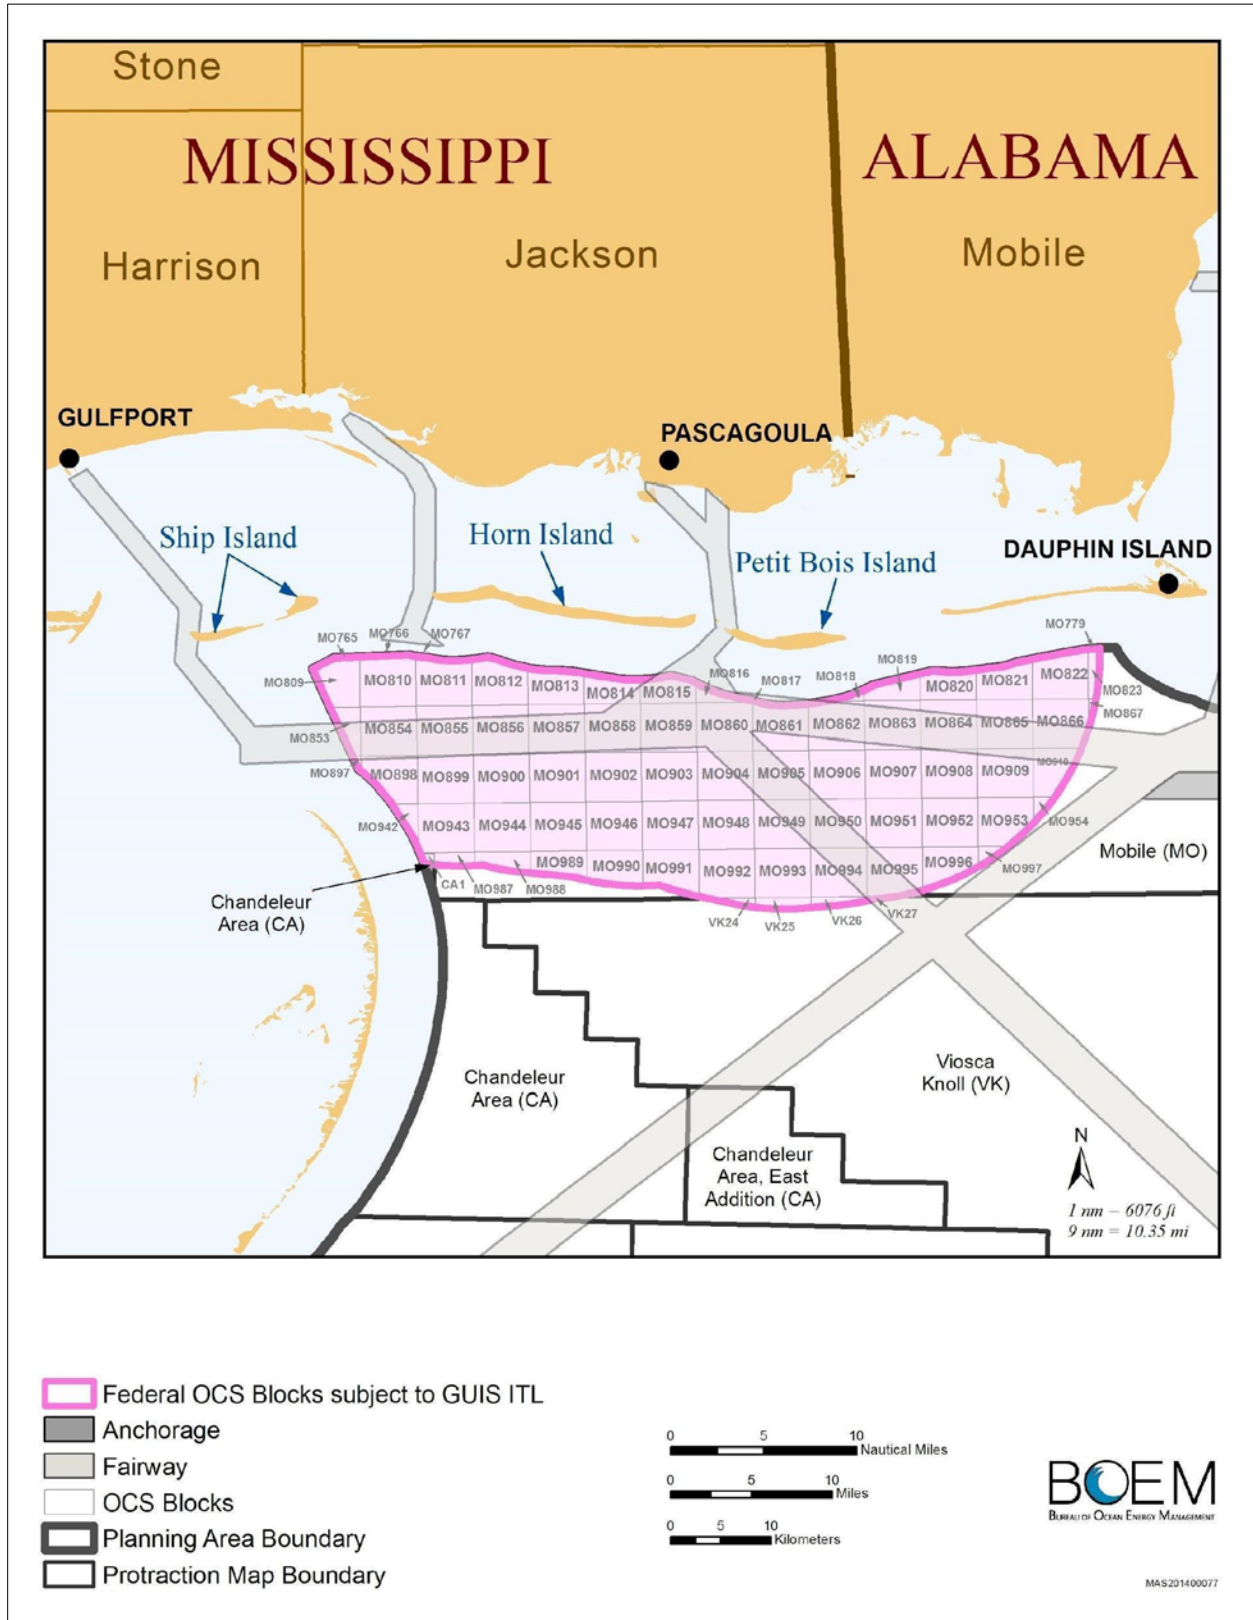 Stone
MISSISSIPPI
ALABAMA
Harrison
Jackson
Mobile
GULFPORT
PASCAGOULA
Ship Island
Horn Island
Petit Bois Island
DAUPHIN ISLAND
MO765
MO766
MO767
MO779
MO809
MO810
MO811
MO812
MO813
MO814
MO815
MO816
MO817
MO818
MO819
MO820
MO821
MO822
MO823
MO853
MO854
MO855
MO856
MO857
MO858
MO859
MO860
MO861
MO862
MO863
MO864
MO865
MO866
MO867
MO897
MO898
MO899
MO900
MO901
MO902
MO903
MO904
MO905
MO906
MO907
MO908
MO909
MO910
MO942
MO943
MO944
MO945
MO946
MO947
MO948
MO949
MO950
MO951
MO952
MO953
MO954
CA1
MO987
MO988
MO989
MO990
MO991
MO992
MO993
MO994
MO995
MO996
MO997
Mobile (MO)
VK24
VK25
VK26
VK27
Chandeleur
Area (CA)
Chandeleur
Area (CA)
Viosca
Knoll (VK)
Chandeleur
Area, East
Addition (CA)
N
1 nm = 6076 ft
9 nm = 10.35 mi
Federal OCS Blocks subject to GUIS ITL
Anchorage
Fairway
OCS Blocks
Planning Area Boundary
Protraction Map Boundary
0 5 10
Nautical Miles
0 5 10
Miles
0 5 10
Kilometers
BOEM
BUREAU OF OCEAN ENERGY MANAGEMENT
MAS201400077